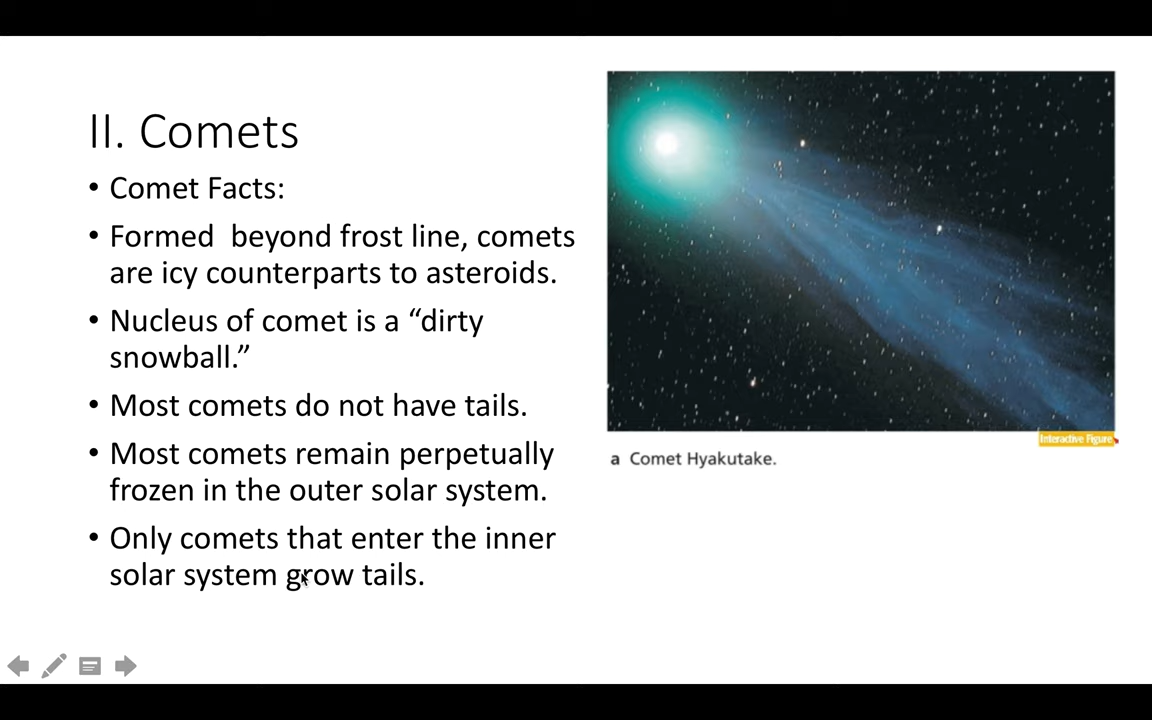 II. Comets
• Comet Facts:
• Formed  beyond frost line, comets
are icy counterparts to asteroids.
• Nucleus of comet is a “dirty
snowball.”
• Most comets do not have tails.
• Most comets remain perpetually
frozen in the outer solar system.
• Only comets that enter the inner
solar system grow tails.
Interactive Figure
a Comet Hyakutake.